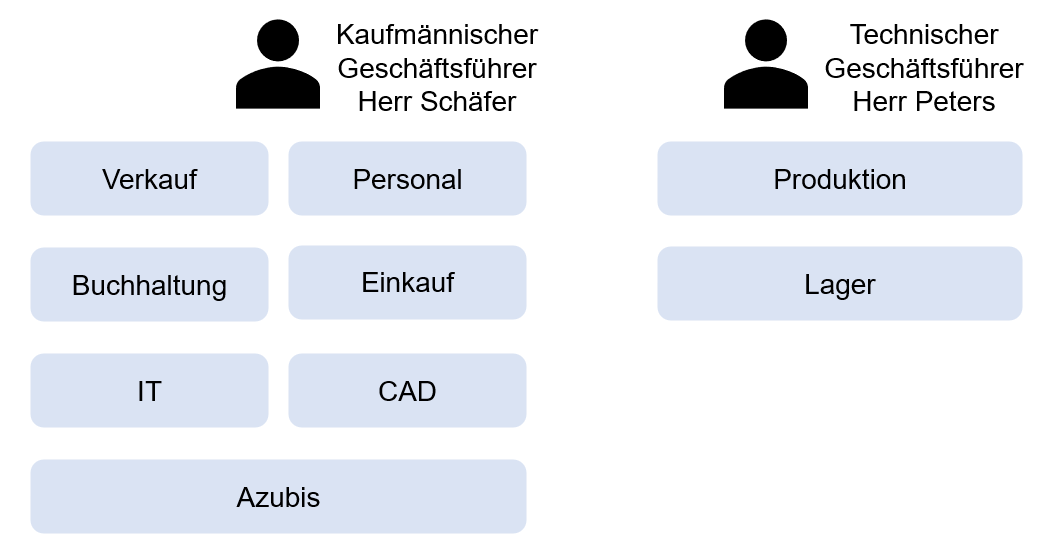 Kaufmännischer
Geschäftsführer
Herr Schäfer
Technischer
Geschäftsführer
Herr Peters
Verkauf
Personal
Produktion
Buchhaltung
Einkauf
Lager
IT
CAD
Azubis